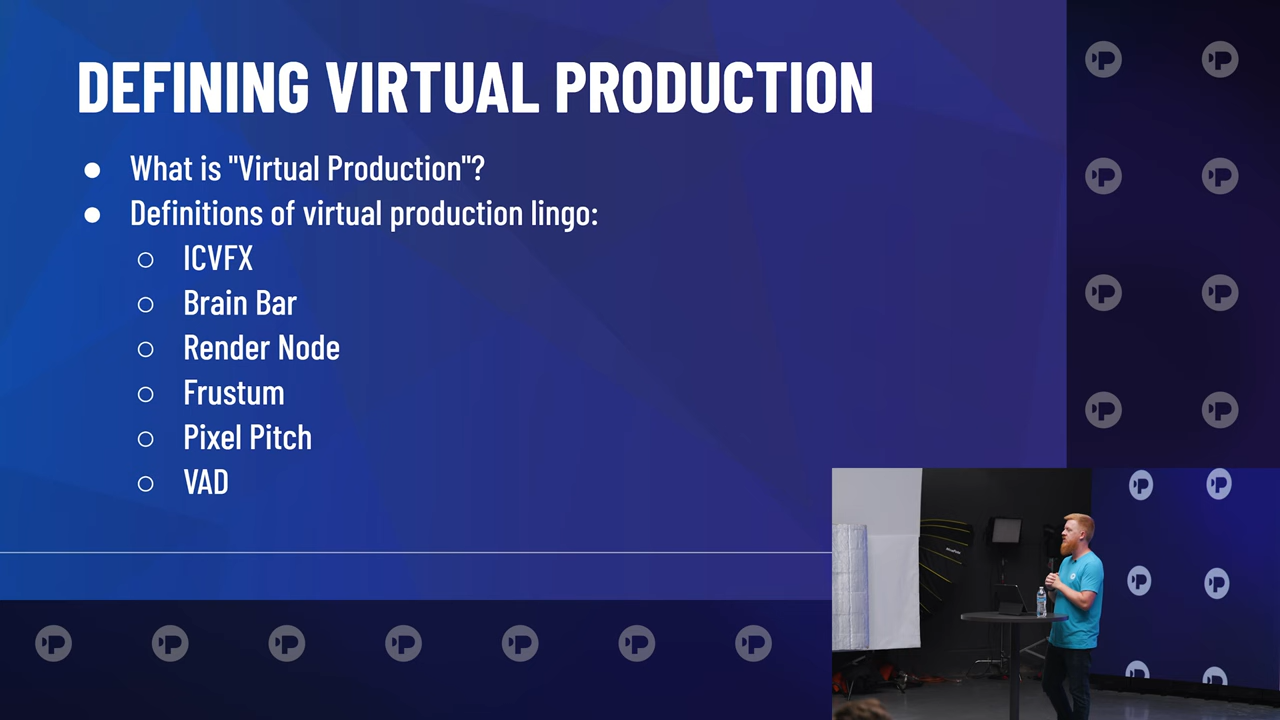 DEFINING VIRTUAL PRODUCTION
What is "Virtual Production"?
Definitions of virtual production lingo:
ICVFX
Brain Bar
Render Node
Frustum
Pixel Pitch
VAD